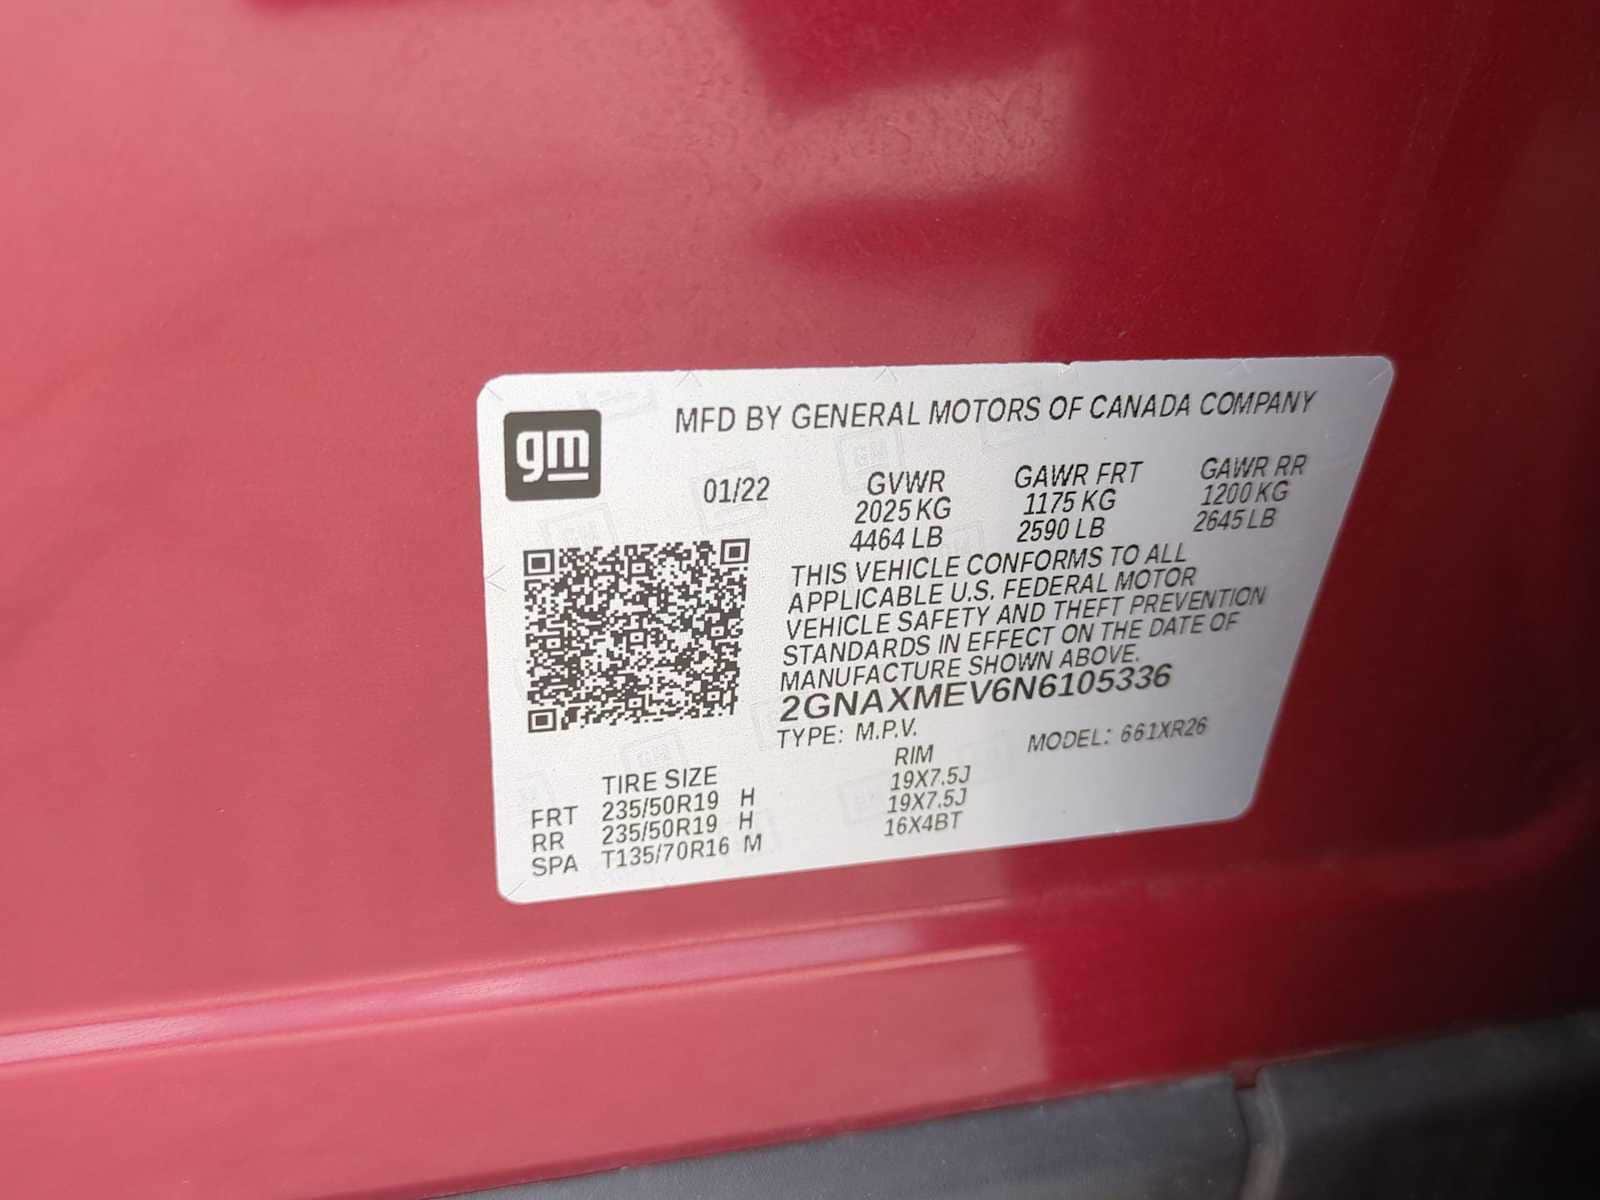 gm
MFD BY GENERAL MOTORS OF CANADA COMPANY
01/22 GVWR GAWR FRT GAWR RR
2025 KG 1175 KG 1200 KG
4464 LB 2590 LB 2645 LB
THIS VEHICLE CONFORMS TO ALL
APPLICABLE U.S. FEDERAL MOTOR
VEHICLE SAFETY AND THEFT PREVENTION
STANDARDS IN EFFECT ON THE DATE OF
MANUFACTURE SHOWN ABOVE.
2GNAXMEV6N6105336
TYPE: M.P.V. MODEL: 661XR26
TIRE SIZE RIM
FRT 235/50R19 H 19X7.5J
RR 235/50R19 H 19X7.5J
SPA T135/70R16 M 16X4BT